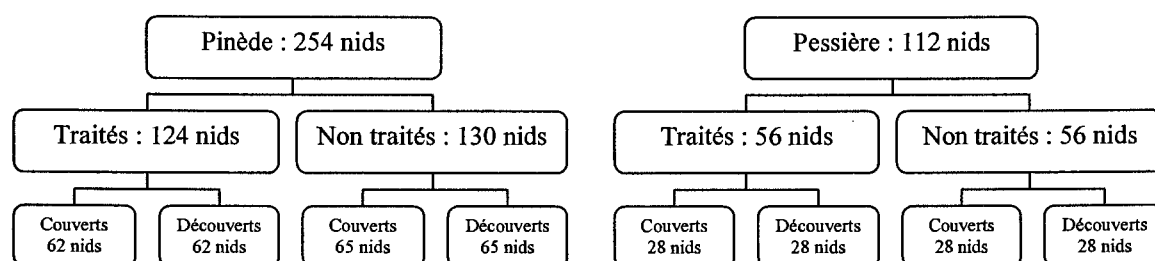 Pinède : 254 nids
Pessière : 112 nids
Traités : 124 nids
Non traités : 130 nids
Traités : 56 nids
Non traités : 56 nids
Couverts
62 nids
Découverts
62 nids
Couverts
65 nids
Découverts
65 nids
Couverts
28 nids
Découverts
28 nids
Couverts
28 nids
Découverts
28 nids